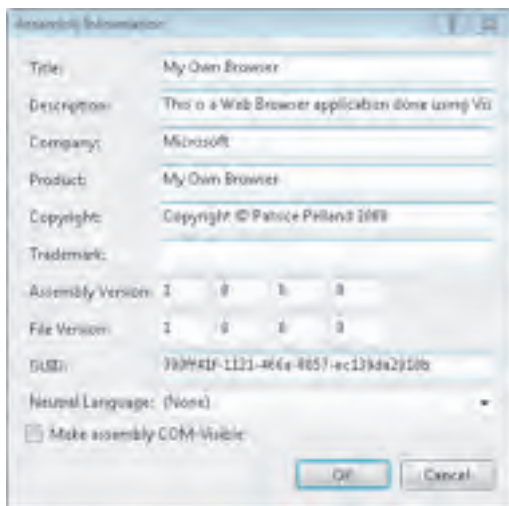 Assembly Information
Title: My Own Browser
Description: This is a Web Browser application done using Vis
Company: Microsoft
Product: My Own Browser
Copyright: Copyright © Patrice Pelland
Trademark:
Assembly Version: 1 0 0 0
File Version: 1 0 0 0
GUID:
Neutral Language: (None)
Make assembly COM-Visible
OK Cancel